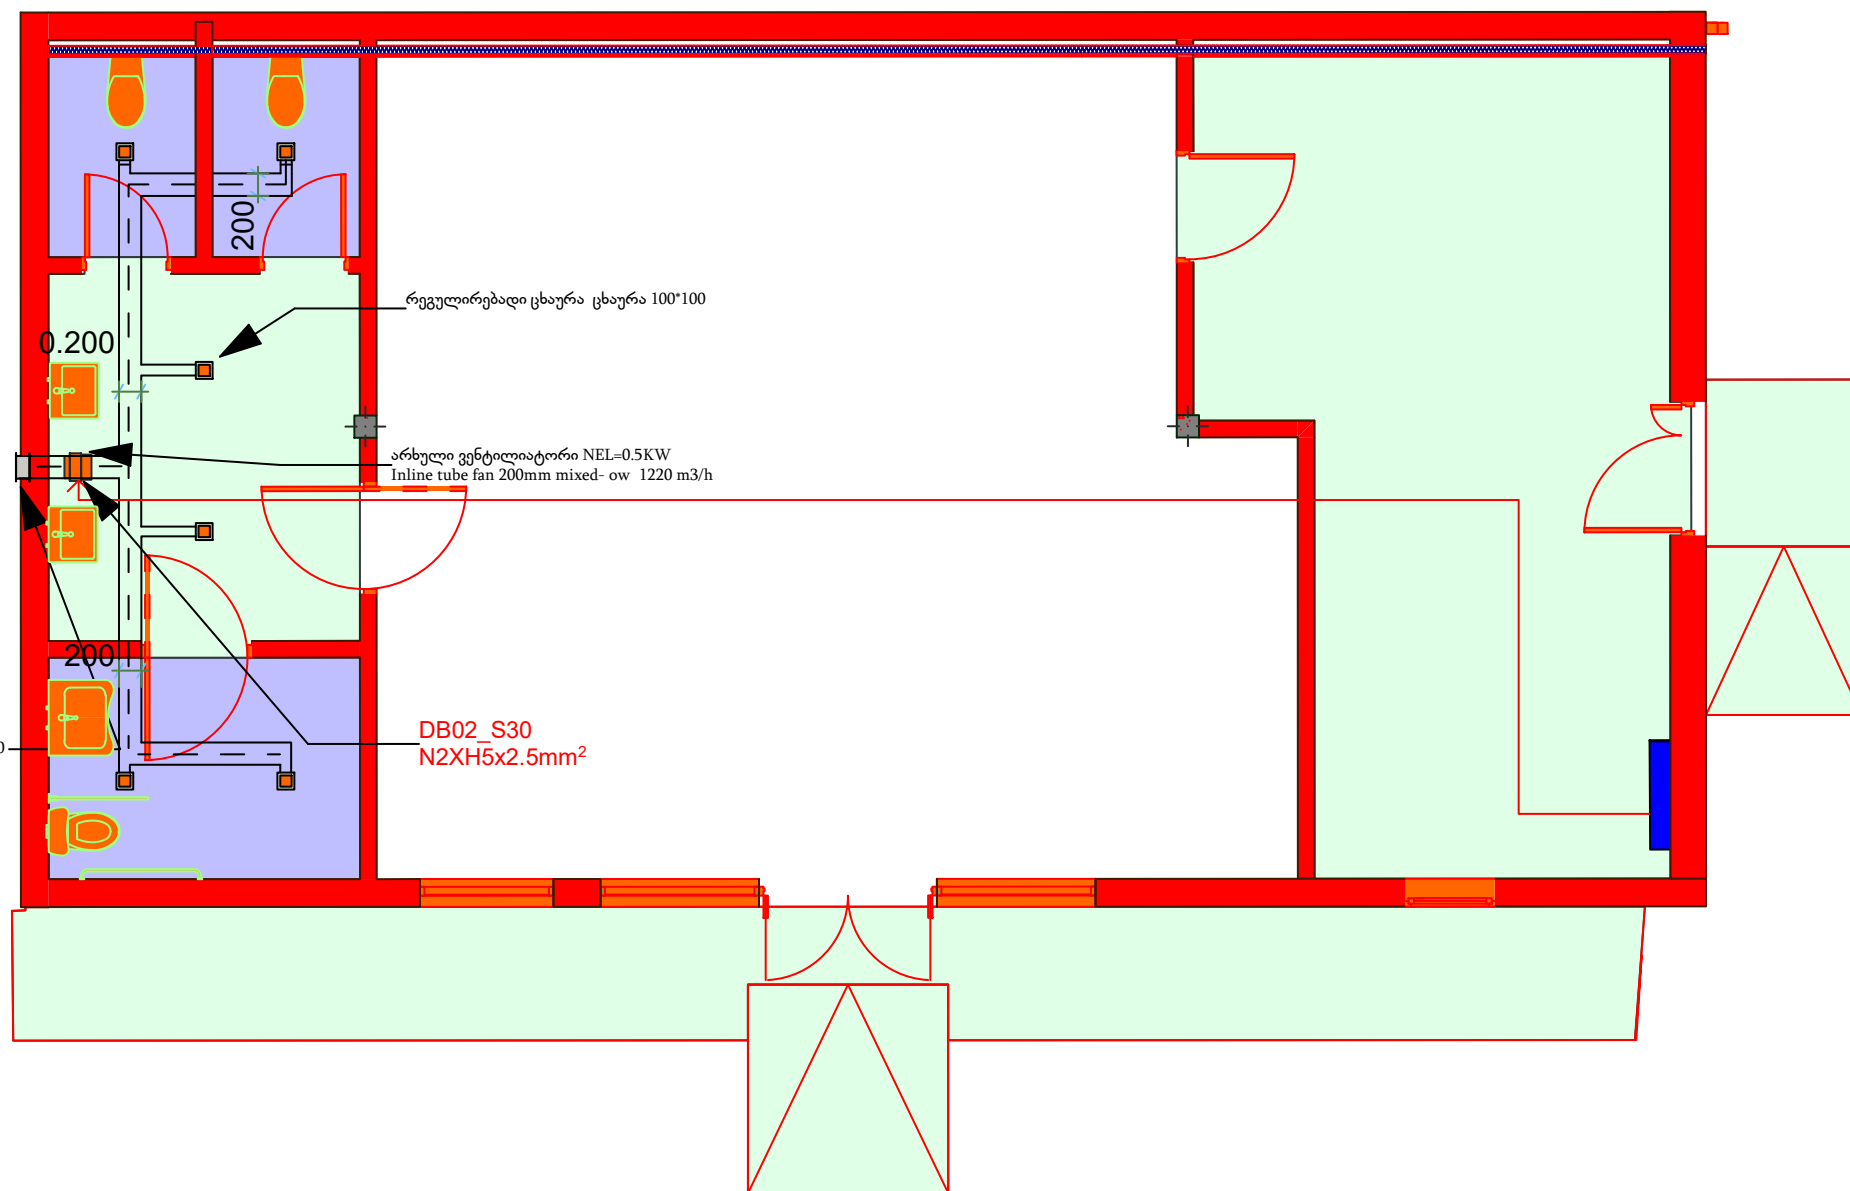 200
რეგულირებადი ცხაურა ცხაურა 100*100
0.200
არხული ვენტილიატორი NEL=0.5KW
Inline tube fan 200mm mixed- ow 1220 m3/h
200
DB02_S30
N2XH5x2.5mm²